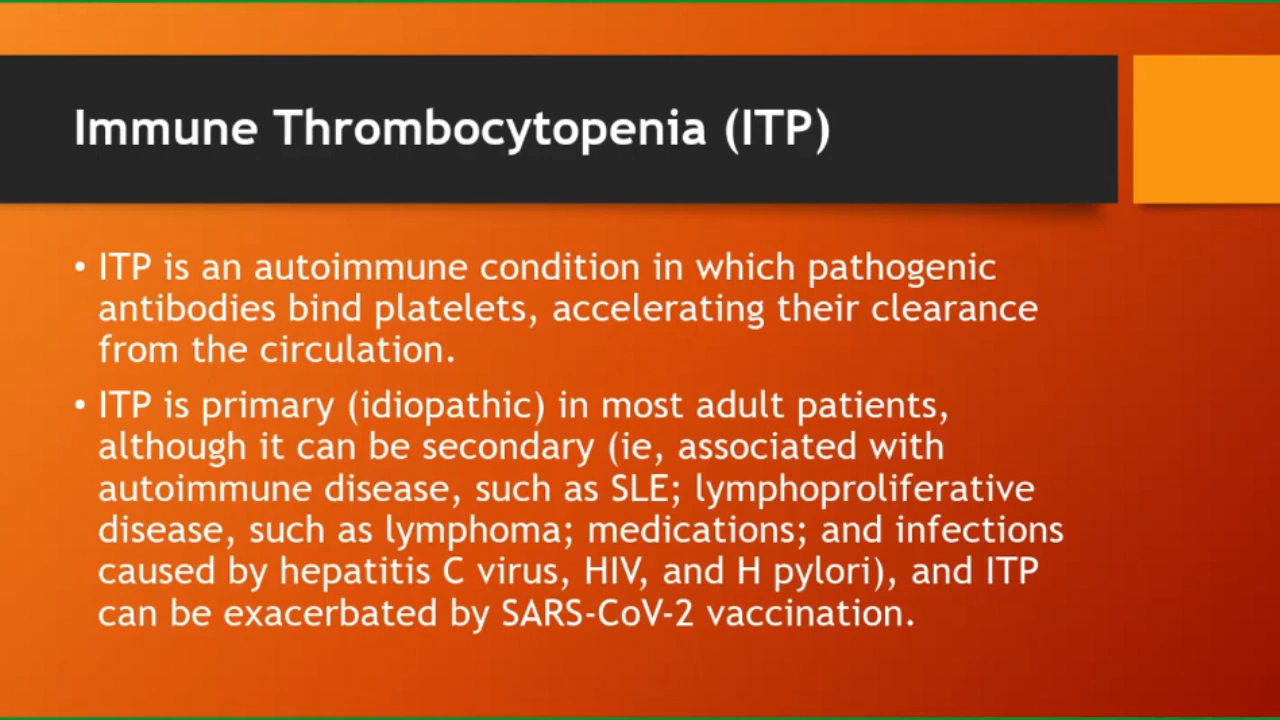 Immune Thrombocytopenia (ITP)
• ITP is an autoimmune condition in which pathogenic
antibodies bind platelets, accelerating their clearance
from the circulation.
• ITP is primary (idiopathic) in most adult patients,
although it can be secondary (ie, associated with
autoimmune disease, such as SLE; lymphoproliferative
disease, such as lymphoma; medications; and infections
caused by hepatitis C virus, HIV, and H pylori), and ITP
can be exacerbated by SARS-CoV-2 vaccination.